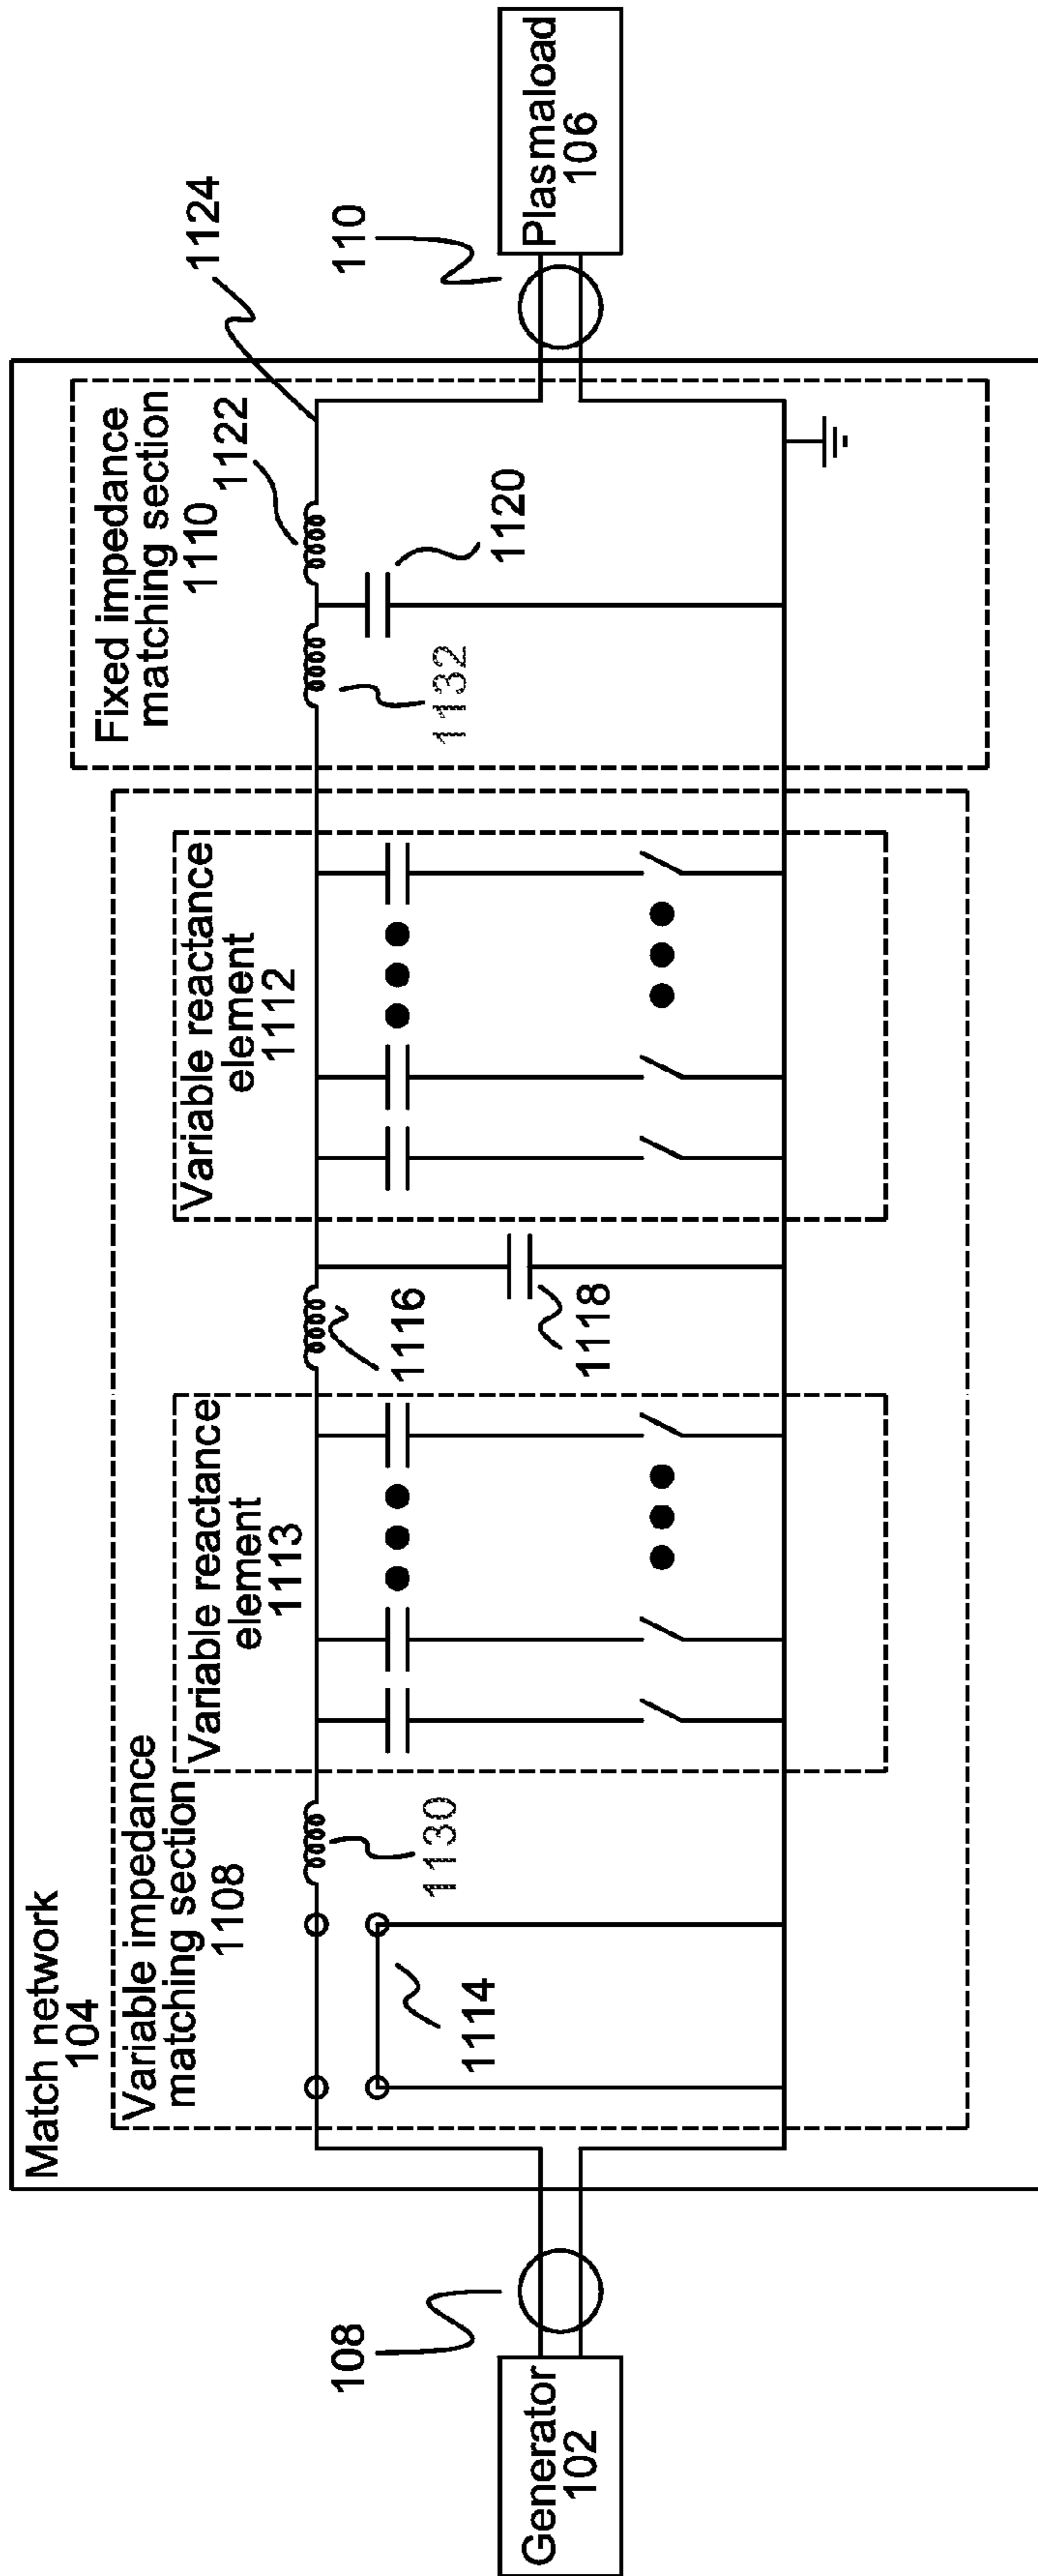 Match network
104
Variable impedance
matching section
1108
Variable reactance
element
1113
Variable reactance
element
1112
Fixed impedance
matching section
1110
1122
1124
110
108
Generator
102
1114
1130
1116
1118
1132
1120
Plasmaload
106